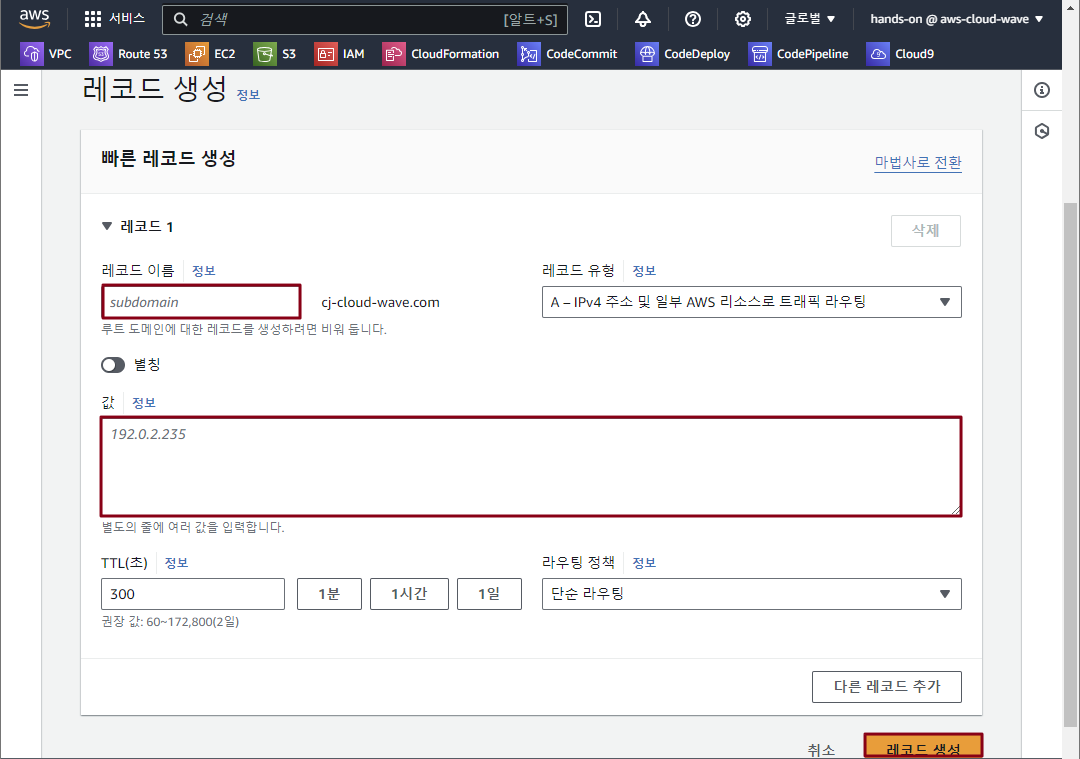 aws 서비스 검색 [알트+S] 글로벌 ▼ hands-on @ aws-cloud-wave ▼
VPC Route 53 EC2 S3 IAM CloudFormation CodeCommit CodeDeploy CodePipeline Cloud9
레코드 생성 정보
빠른 레코드 생성
마법사로 전환
▼ 레코드 1
삭제
레코드 이름 정보
레코드 유형 정보
subdomain cj-cloud-wave.com
A – IPv4 주소 및 일부 AWS 리소스로 트래픽 라우팅
루트 도메인에 대한 레코드를 생성하려면 비워 둡니다.
별칭
값 정보
192.0.2.235
별도의 줄에 여러 값을 입력합니다.
TTL(초) 정보
라우팅 정책 정보
300 1분 1시간 1일
단순 라우팅
권장 값: 60~172,800(2일)
다른 레코드 추가
취소 레코드 생성